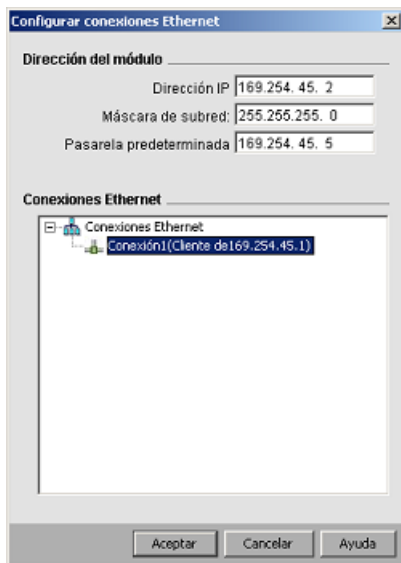 Configurar conexiones Ethernet
Dirección del módulo
Dirección IP 169.254. 45. 2
Máscara de subred: 255.255.255. 0
Pasarela predeterminada 169.254. 45. 5
Conexiones Ethernet
Conexiones Ethernet
Conexión1(Cliente de169.254.45.1)
Aceptar Cancelar Ayuda